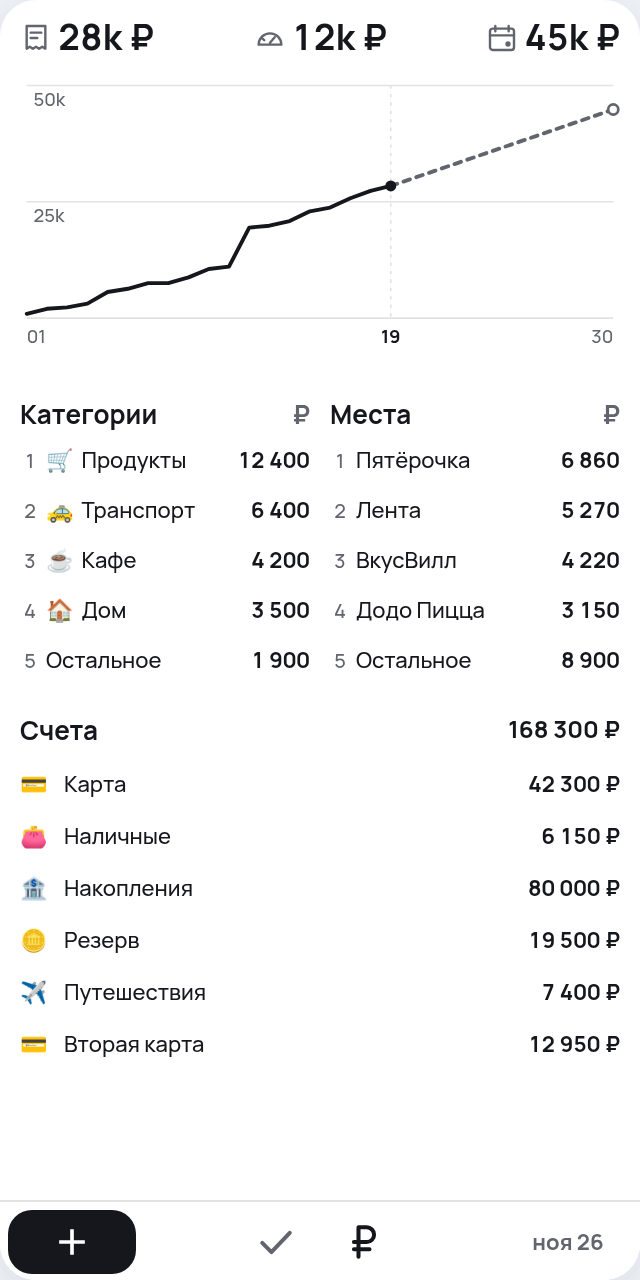 28k ₽ 12k ₽ 45k ₽
50k
25k
01 19 30
Категории ₽
1 Продукты 12 400
2 Транспорт 6 400
3 Кафе 4 200
4 Дом 3 500
5 Остальное 1 900
Места ₽
1 Пятёрочка 6 860
2 Лента 5 270
3 ВкусВилл 4 220
4 Додо Пицца 3 150
5 Остальное 8 900
Счета 168 300 ₽
Карта 42 300 ₽
Наличные 6 150 ₽
Накопления 80 000 ₽
Резерв 19 500 ₽
Путешествия 7 400 ₽
Вторая карта 12 950 ₽
+ ₽ ноя 26